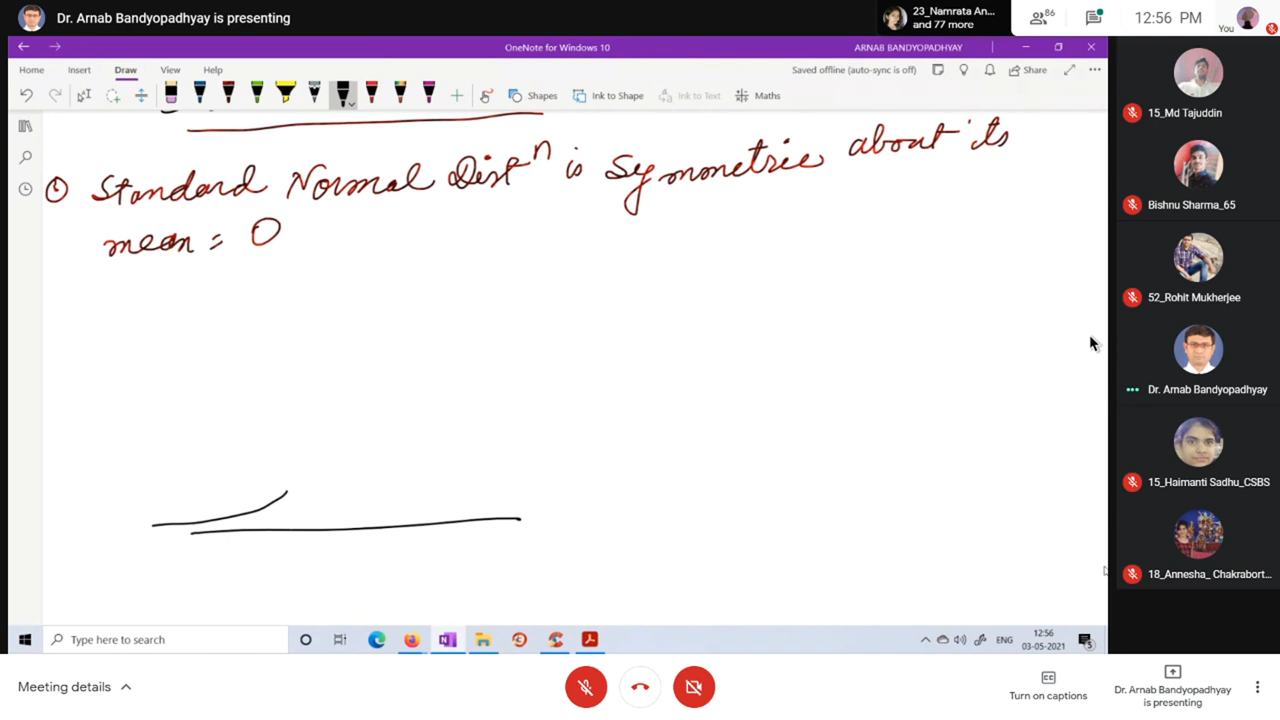 Dr. Arnab Bandyopadhyay is presenting
23_Namrata An...
and 77 more
86
12:56 PM
You
OneNote for Windows 10
ARNAB BANDYOPADHYAY
Home Insert Draw View Help
Saved offline (auto-sync is off)
Share
Shapes
Ink to Shape
Ink to Text
Maths
Standard Normal Distⁿ is Symmetric about its
mean = 0
15_Md Tajuddin
Bishnu Sharma_65
52_Rohit Mukherjee
Dr. Arnab Bandyopadhyay
15_Haimanti Sadhu_CSBS
18_Annesha_ Chakrabort...
Type here to search
ENG
12:56
03-05-2021
5
Meeting details
Turn on captions
Dr. Arnab Bandyopadhyay
is presenting